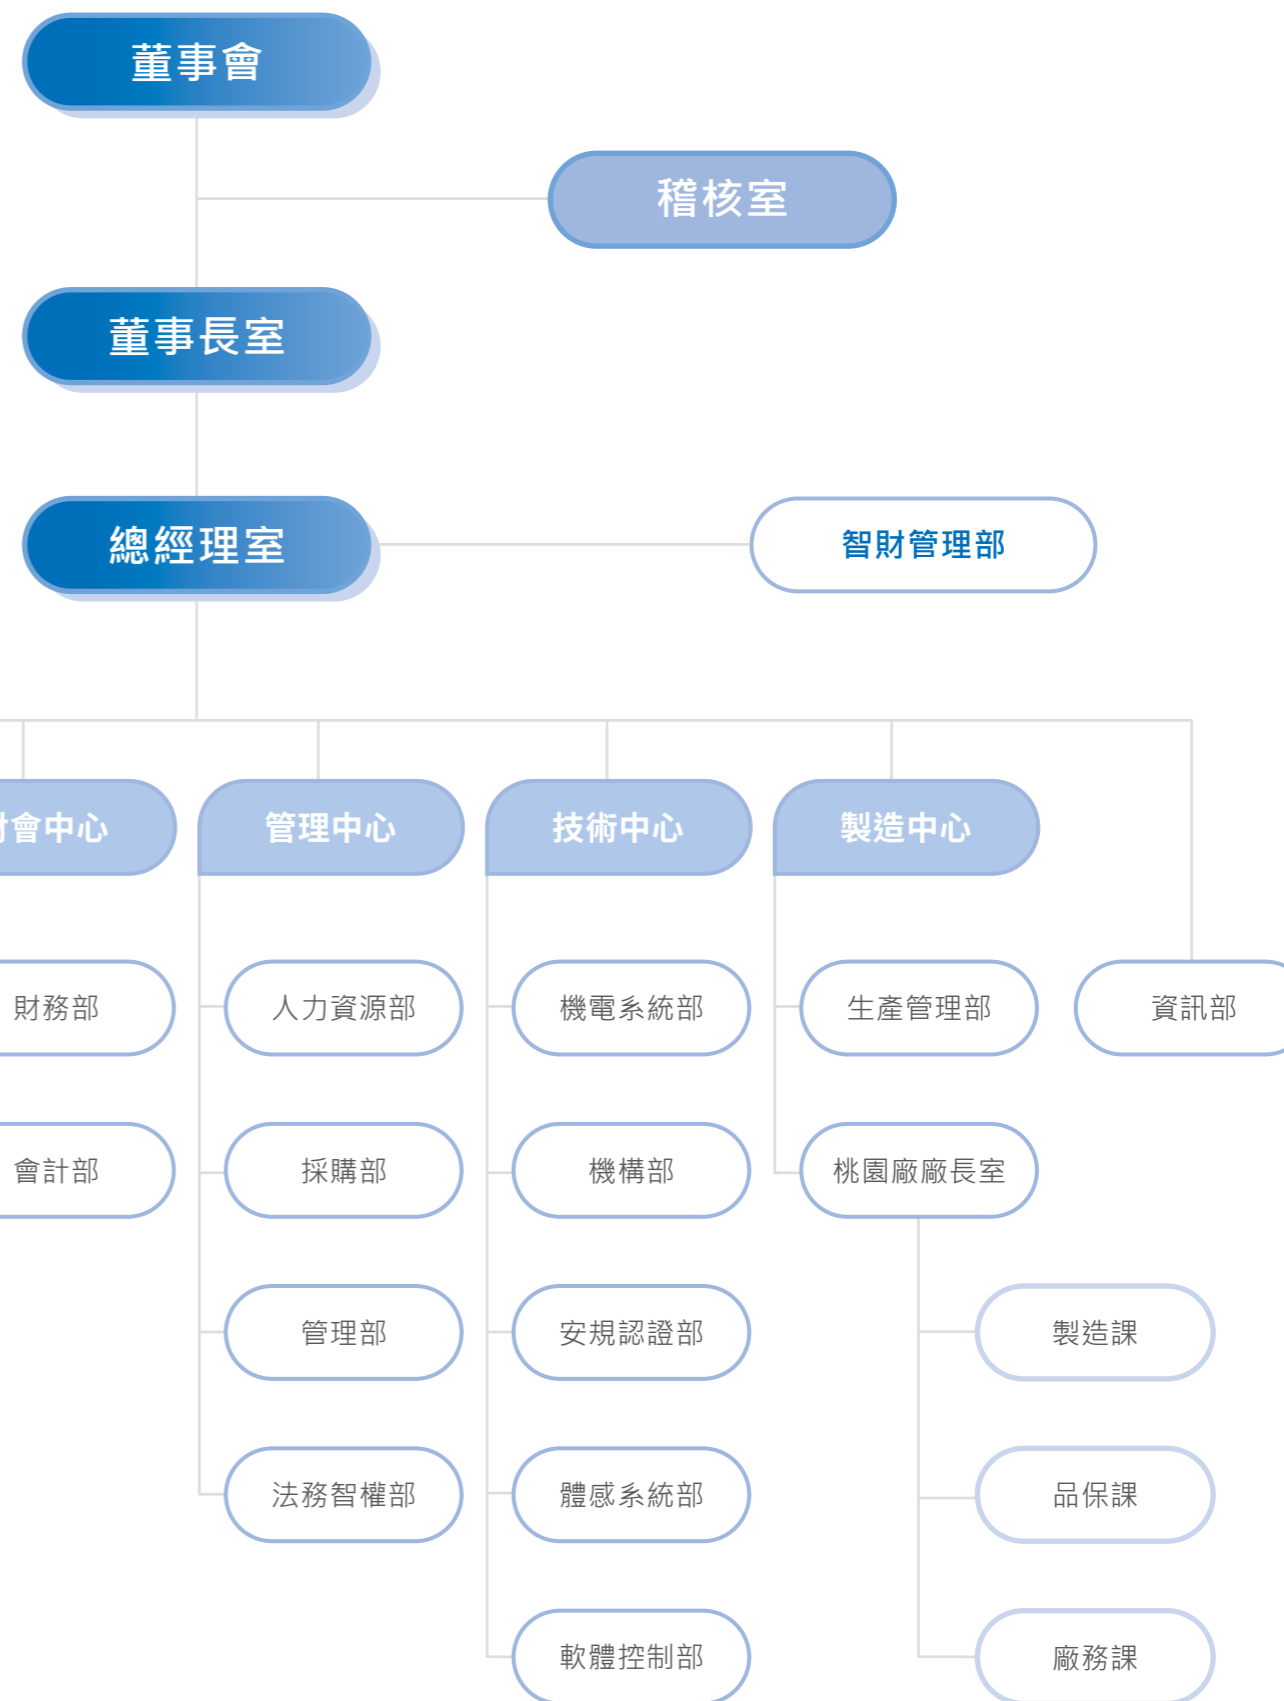 董事會
稽核室
董事長室
總經理室
智財管理部
財會中心
管理中心
技術中心
製造中心
財務部
人力資源部
機電系統部
生產管理部
資訊部
會計部
採購部
機構部
桃園廠廠長室
管理部
安規認證部
製造課
法務智權部
體感系統部
品保課
軟體控制部
廠務課